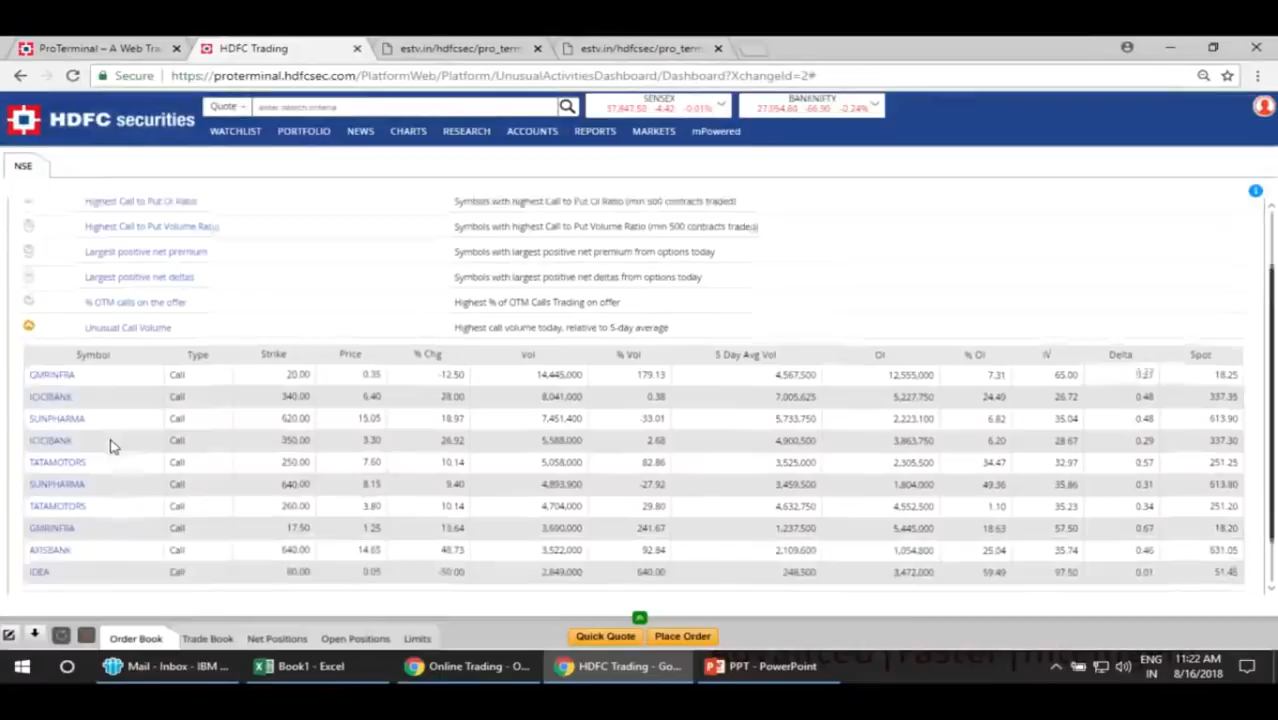 ProTerminal – A Web Tra
HDFC Trading
estv.in/hdfcsec/pro_term
estv.in/hdfcsec/pro_term
Secure https://proterminal.hdfcsec.com/PlatformWeb/Platform/UnusualActivitiesDashboard/Dashboard?XchangeId=2#
HDFC securities
Quote enter search criteria
SENSEX
-4.42 -0.01%
BANKNIFTY
-66.90 -0.24%
WATCHLIST PORTFOLIO NEWS CHARTS RESEARCH ACCOUNTS REPORTS MARKETS mPowered
NSE
Highest Call to Put OI Ratio Symbols with highest Call to Put OI Ratio (min 500 contracts traded)
Highest Call to Put Volume Ratio Symbols with highest Call to Put Volume Ratio (min 500 contracts traded)
Largest positive net premium Symbols with largest positive net premium from options today
Largest positive net deltas Symbols with largest positive net deltas from options today
% OTM calls on the offer Highest % of OTM Calls Trading on offer
Unusual Call Volume Highest call volume today, relative to 5-day average
Symbol Type Strike Price % Chg Vol % Vol 5 Day Avg Vol OI % OI IV Delta Spot
GMRINFRA Call 20.00 0.35 -12.50 14,445,000 179.13 4,567,500 12,555,000 7.31 65.00 18.25
ICICIBANK Call 340.00 6.40 28.00 8,041,000 0.38 7,005,625 5,227,750 24.49 26.72 0.48 337.35
SUNPHARMA Call 620.00 15.05 18.97 7,451,400 -33.01 5,733,750 2,223,100 6.82 35.04 0.48 613.90
ICICIBANK Call 350.00 3.30 26.92 5,588,000 2.68 4,900,500 3,863,750 6.20 28.67 0.29 337.30
TATAMOTORS Call 250.00 7.60 10.14 5,058,000 82.86 3,525,000 2,305,500 34.47 32.97 0.57 251.25
SUNPHARMA Call 640.00 8.15 9.40 4,893,900 -27.92 3,459,500 1,804,000 49.36 35.86 0.31 613.80
TATAMOTORS Call 260.00 3.80 10.14 4,704,000 29.80 4,632,750 4,552,500 1.10 35.23 0.34 251.20
GMRINFRA Call 17.50 1.25 13.64 3,690,000 241.67 1,237,500 5,445,000 18.63 57.50 0.67 18.20
AXISBANK Call 640.00 14.65 48.73 3,522,000 92.84 2,109,600 1,054,800 25.04 35.74 0.46 631.05
IDEA Call 80.00 0.05 -50.00 2,849,000 640.00 248,500 3,472,000 59.49 97.50 0.01 51.45
Quick Quote Place Order
Order Book Trade Book Net Positions Open Positions Limits
Mail - Inbox - IBM ... Book1 - Excel Online Trading - O... HDFC Trading - Go... PPT - PowerPoint
ENG
IN
11:22 AM
8/16/2018